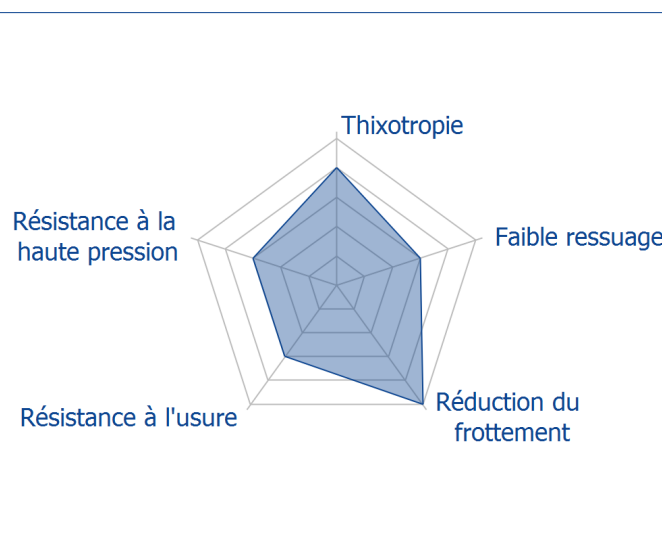 Thixotropie
Résistance à la
haute pression
Faible ressuage
Réduction du
frottement
Résistance à l'usure